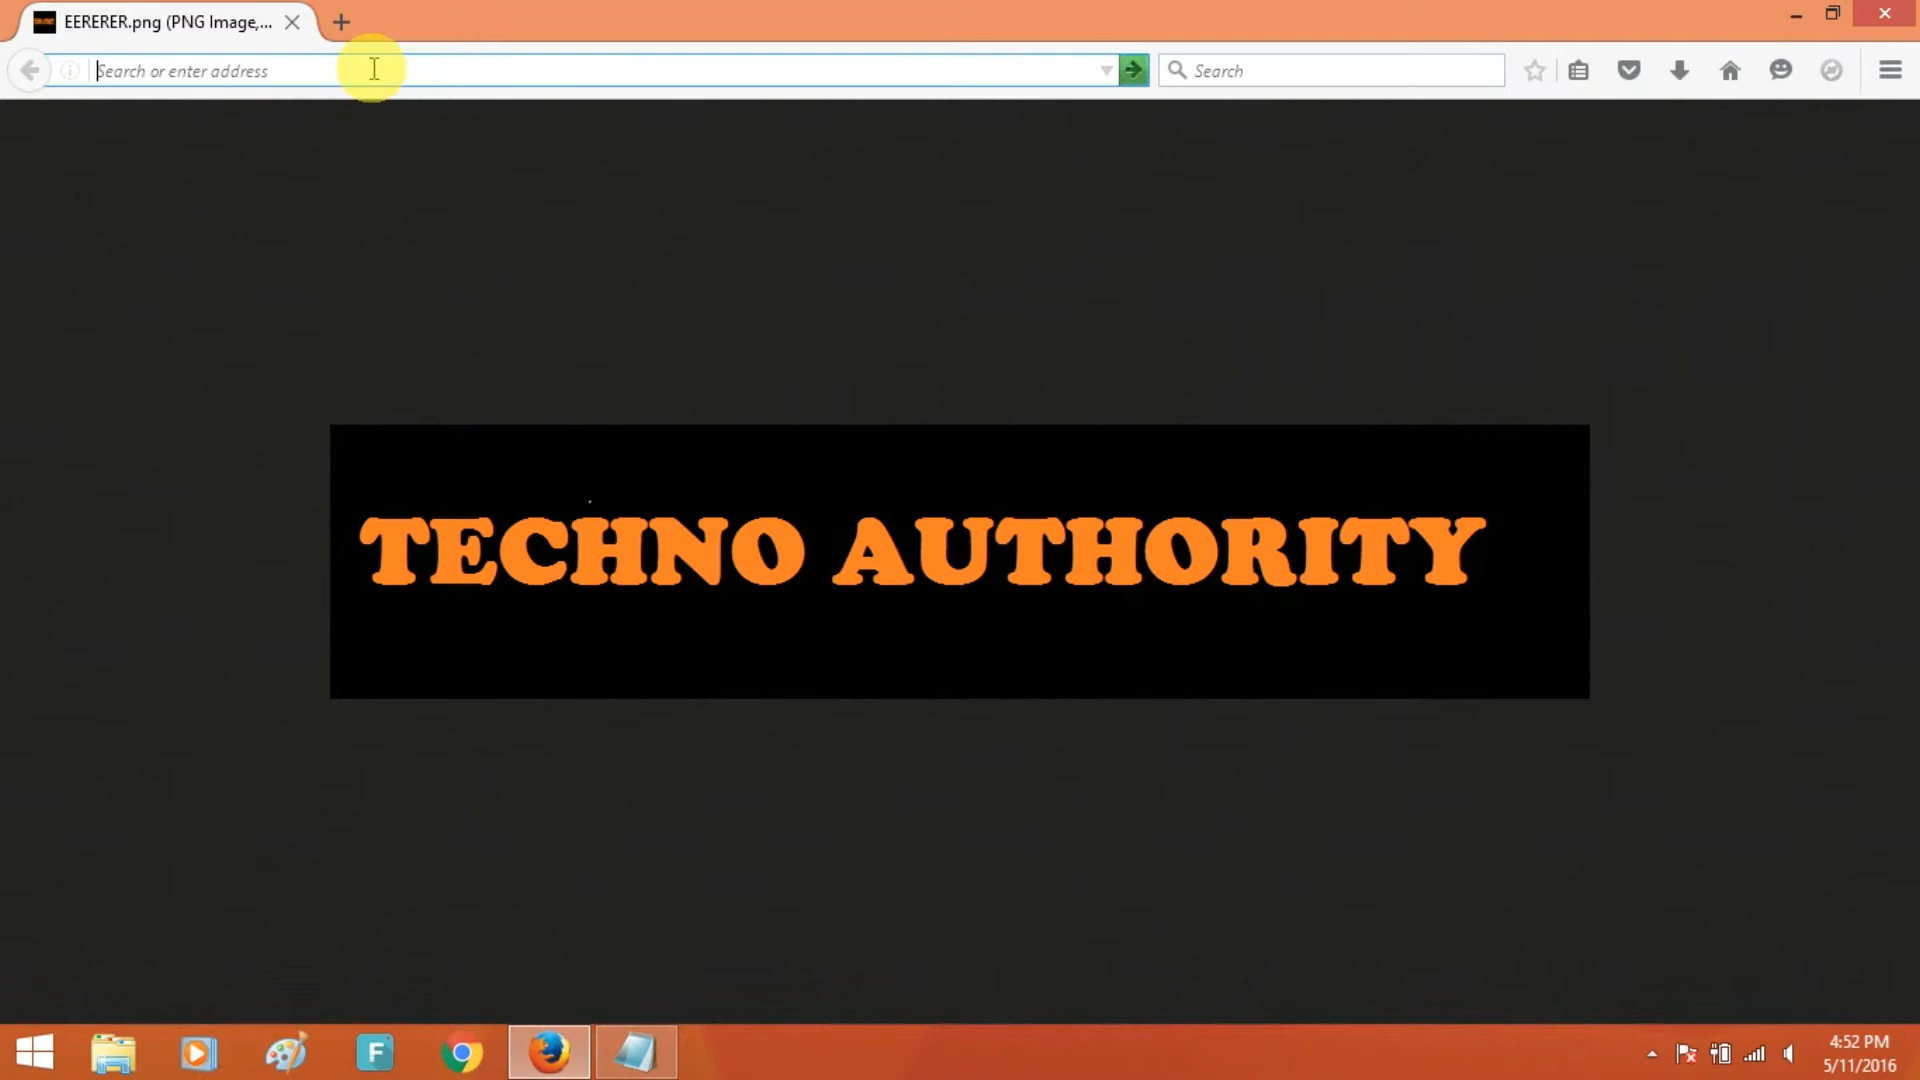 EERERER.png (PNG Image,...
Search or enter address
Search
TECHNO AUTHORITY
F
4:52 PM
5/11/2016